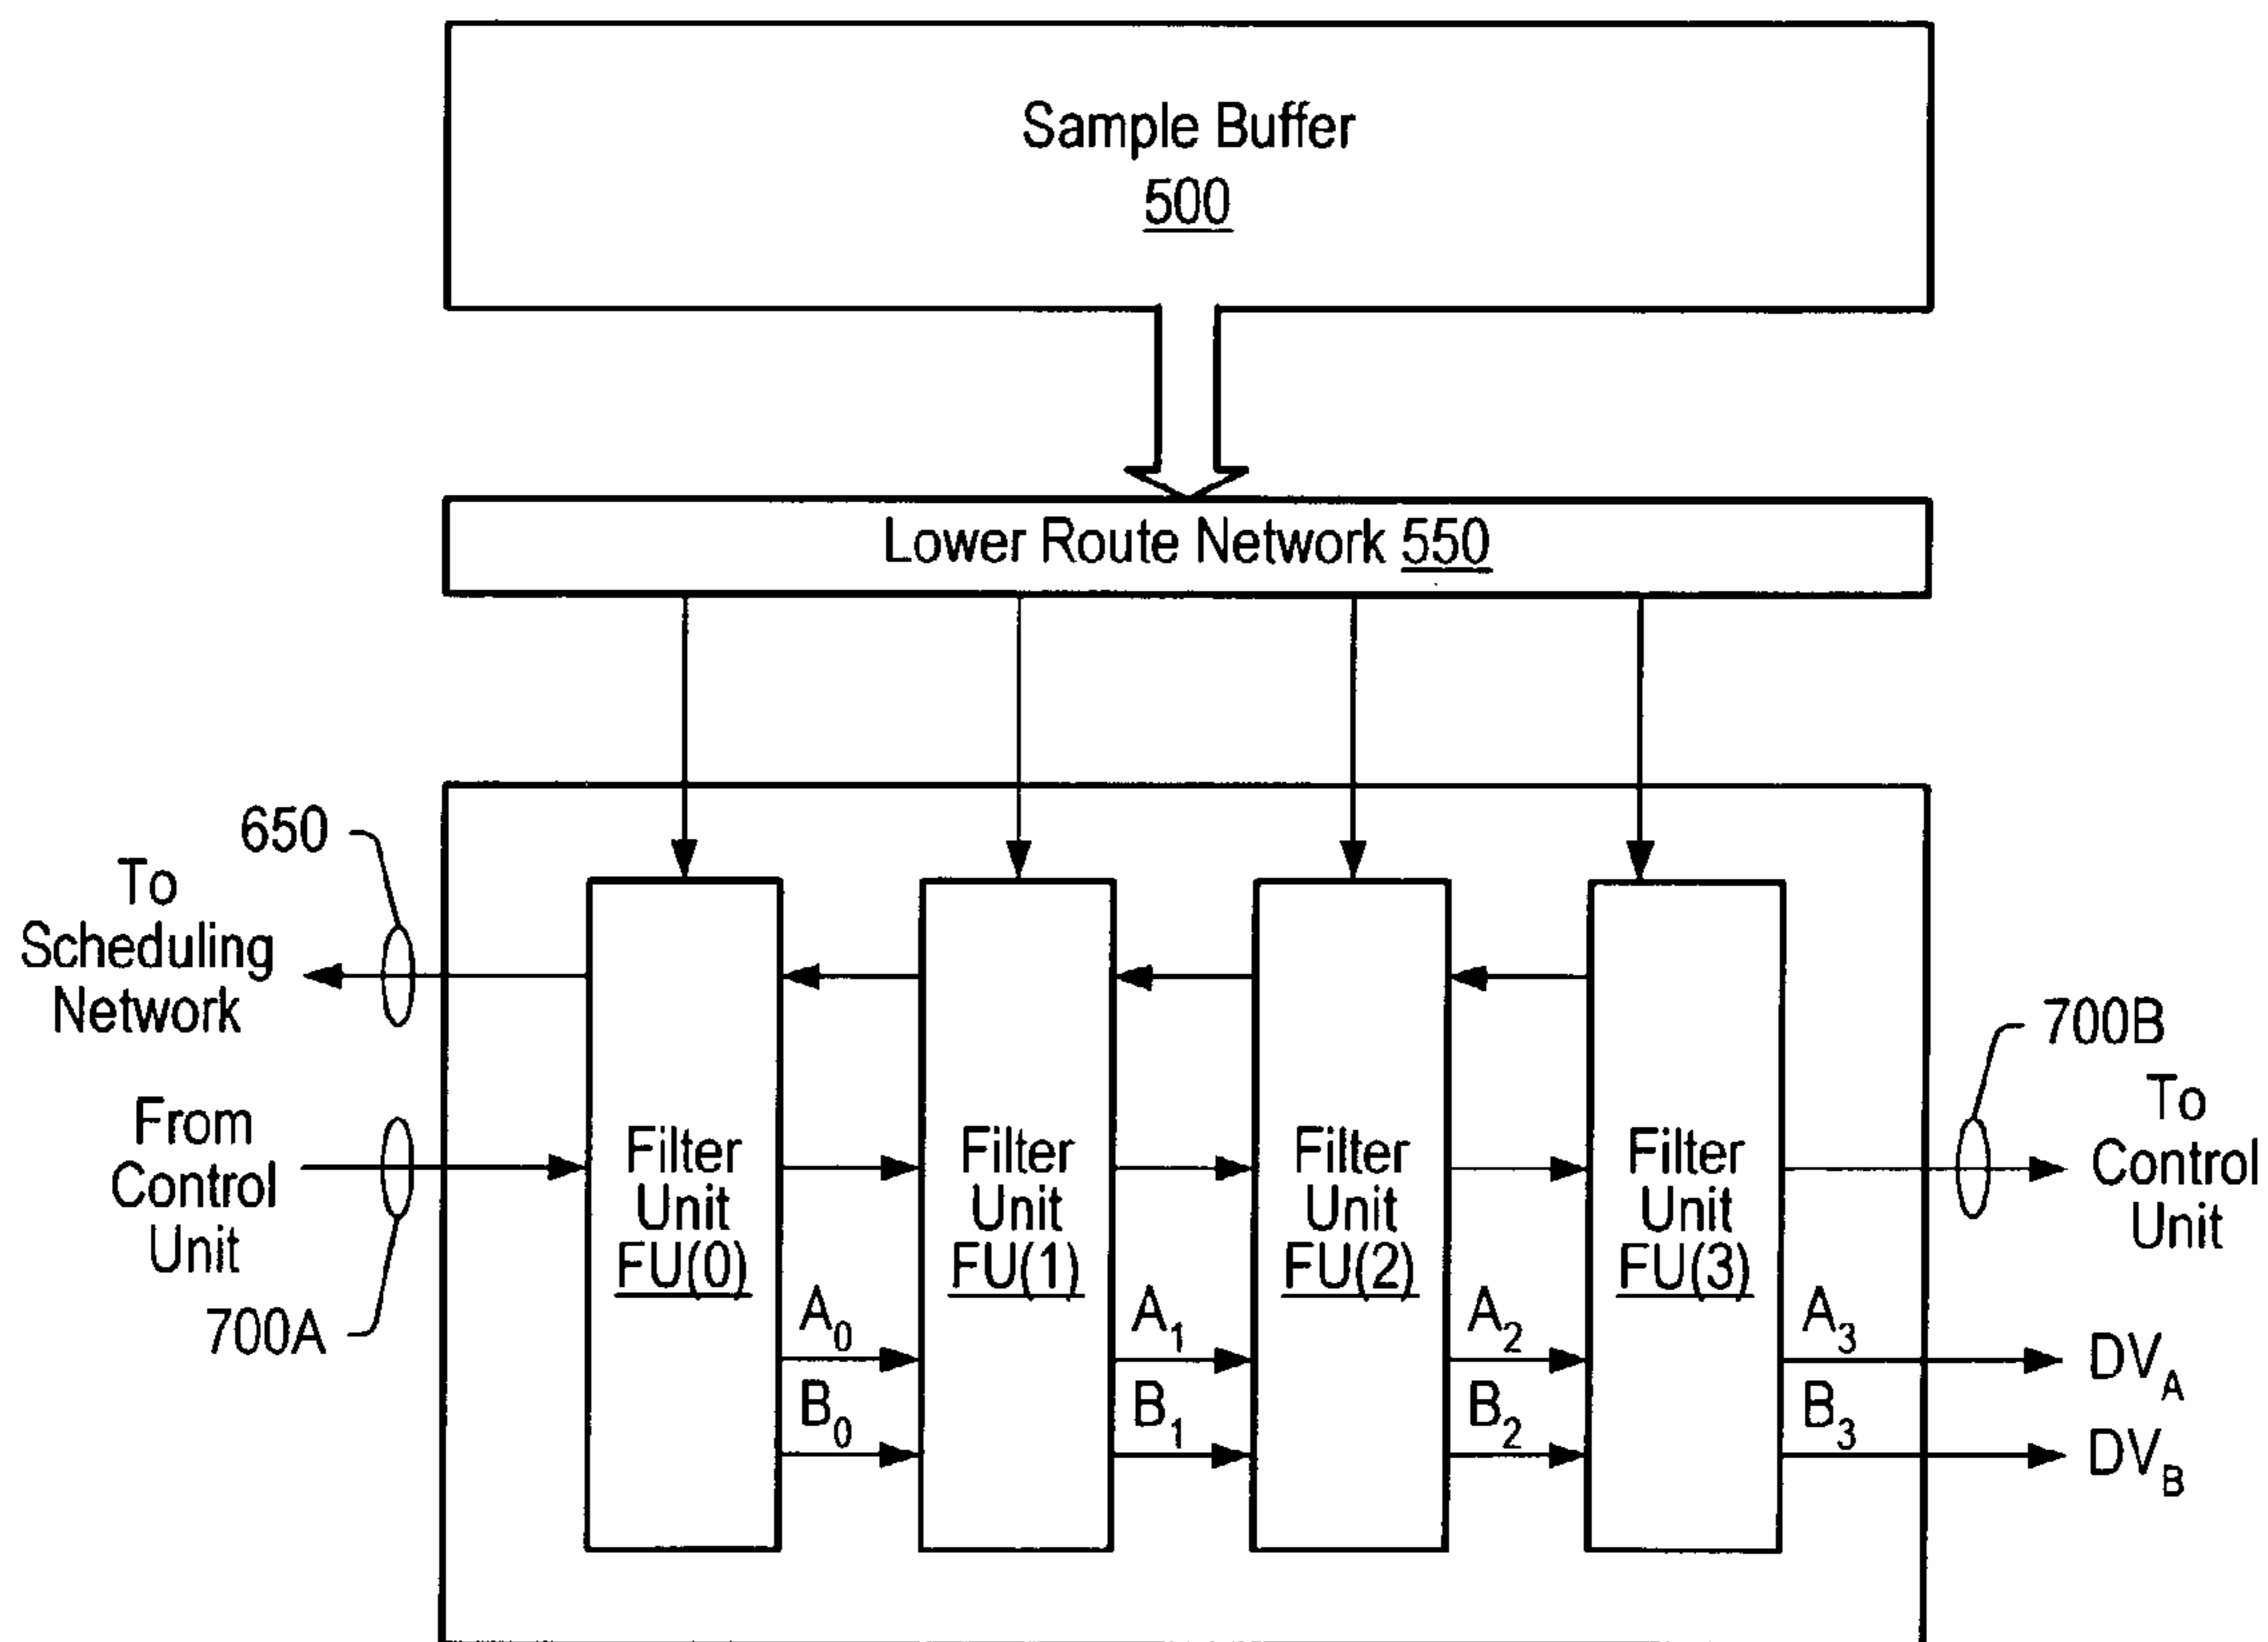 Sample Buffer
500
Lower Route Network 550
650
To
Scheduling
Network
From
Control
Unit
700A
Filter
Unit
FU(0)
A0
B0
Filter
Unit
FU(1)
A1
B1
Filter
Unit
FU(2)
A2
B2
Filter
Unit
FU(3)
A3
B3
700B
To
Control
Unit
DVA
DVB